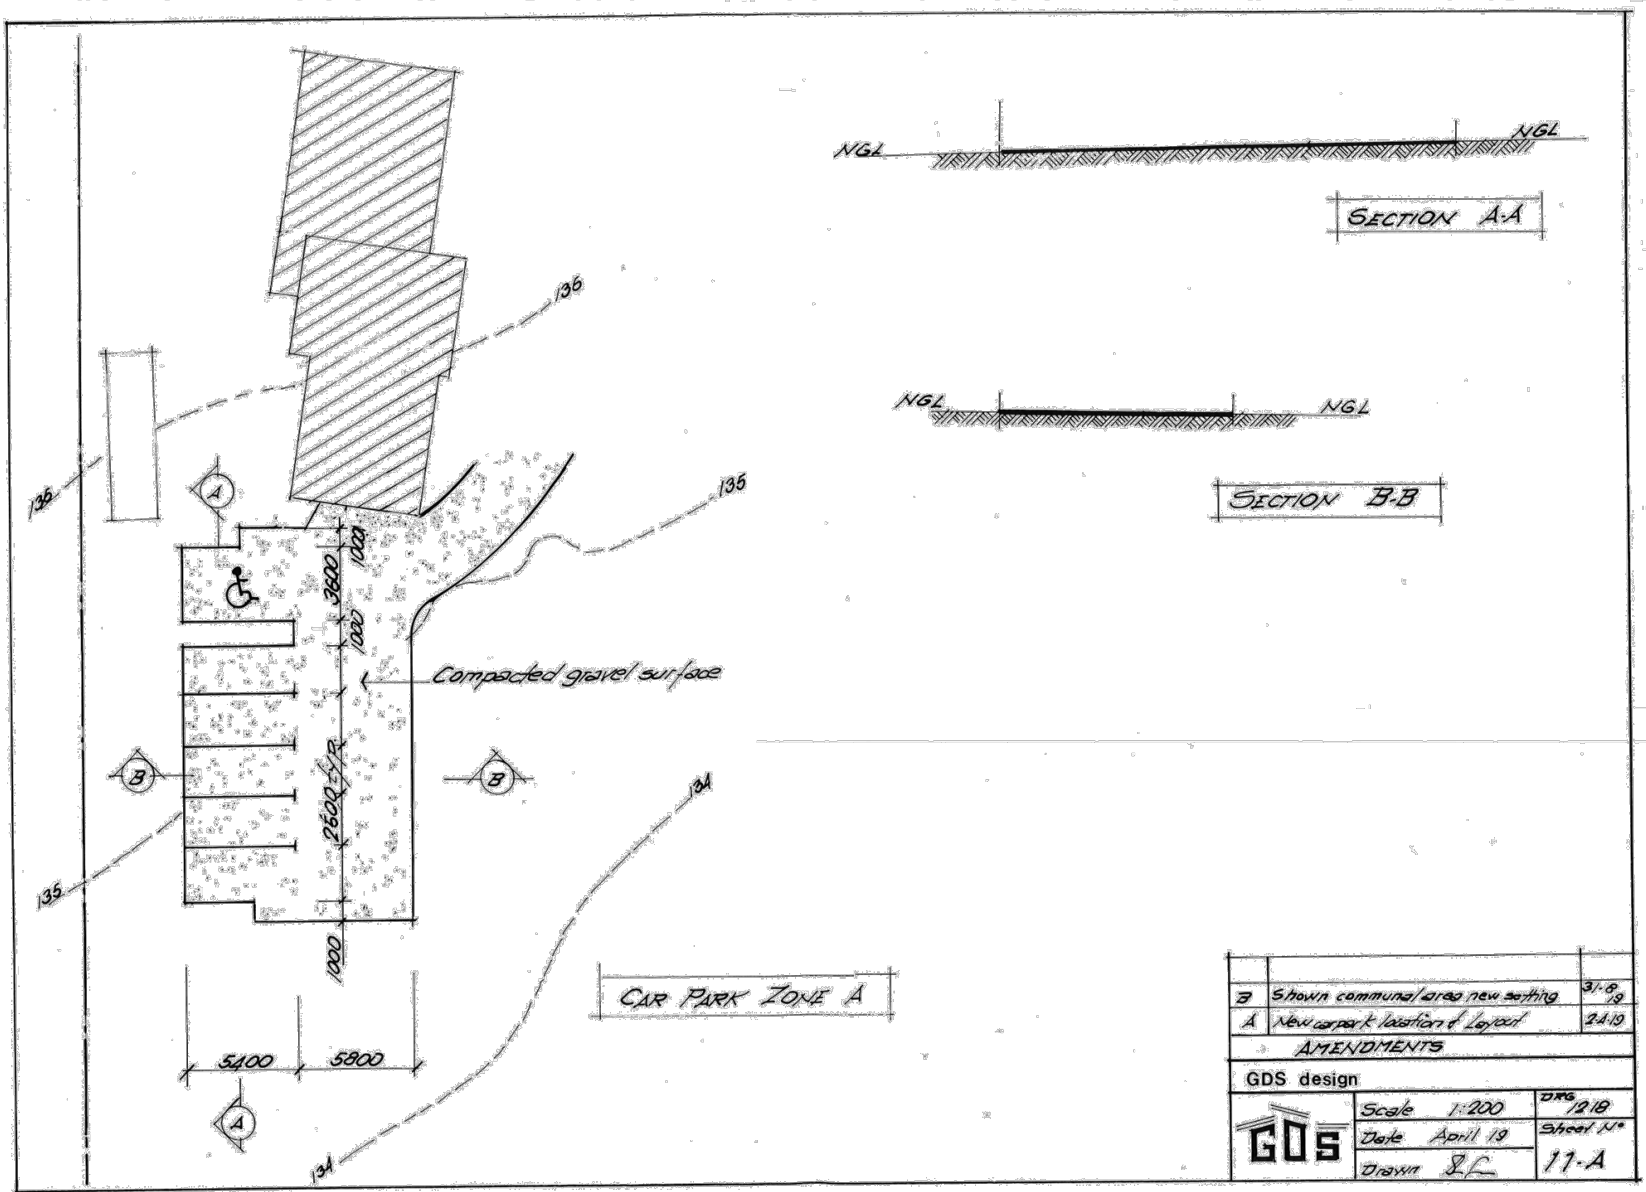 NGL
NGL
SECTION A-A
136
NGL
NGL
SECTION B-B
136
135
A
1000
3600
1000
Compacted gravel surface
2600 TYP
B
B
134
135
1000
CAR PARK ZONE A
5400
5800
A
134
B Shown communal area new setting 31-8-19
A New carpark location & Layout 2-4-19
AMENDMENTS
GDS design
GDS
Scale 1:200
DRG
1218
Date April 19
Sheet No
Drawn
11-A